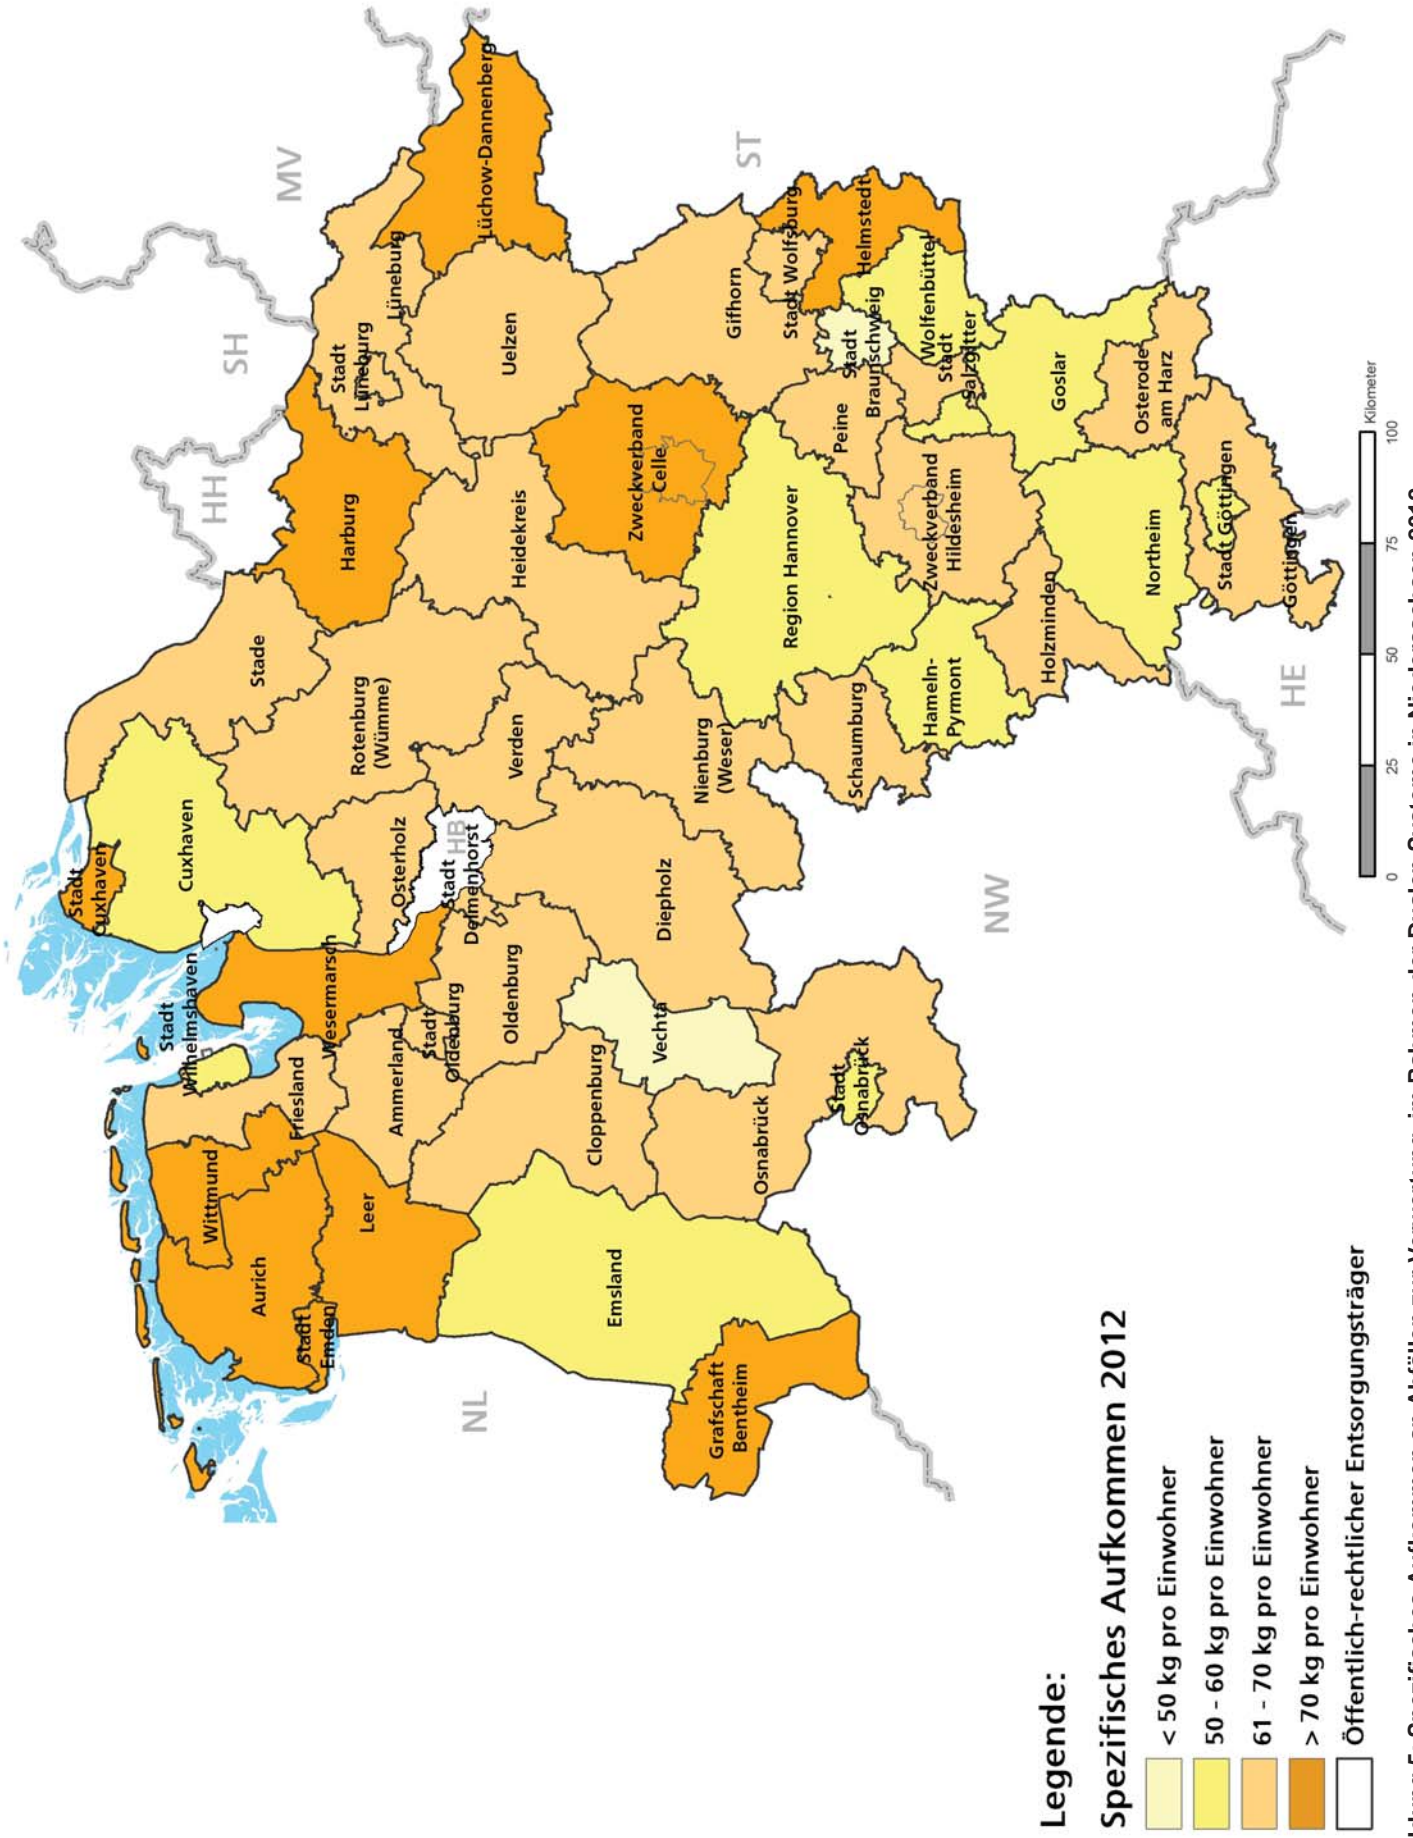 MV
SH
HH
ST
NL
NW
HE
HB
Stadt
Cuxhaven
Cuxhaven
Stade
Harburg
Stadt
Lüneburg
Lüneburg
Lüchow-Dannenberg
Stadt
Wilhelmshaven
Wittmund
Aurich
Stadt
Emden
Friesland
Wesermarsch
Leer
Ammerland
Stadt
Oldenburg
Oldenburg
Osterholz
Stadt
Delmenhorst
Rotenburg
(Wümme)
Verden
Heidekreis
Uelzen
Emsland
Cloppenburg
Vechta
Diepholz
Nienburg
(Weser)
Zweckverband
Celle
Gifhorn
Grafschaft
Bentheim
Osnabrück
Stadt
Osnabrück
Region Hannover
Schaumburg
Peine
Stadt Wolfsburg
Helmstedt
Stadt
Braunschweig
Wolfenbüttel
Stadt
Salzgitter
Hameln-
Pyrmont
Zweckverband
Hildesheim
Holzminden
Goslar
Northeim
Osterode
am Harz
Stadt Göttingen
Göttingen
Legende:
Spezifisches Aufkommen 2012
< 50 kg pro Einwohner
50 - 60 kg pro Einwohner
61 - 70 kg pro Einwohner
> 70 kg pro Einwohner
Öffentlich-rechtlicher Entsorgungsträger
Kilometer
0 25 50 75 100